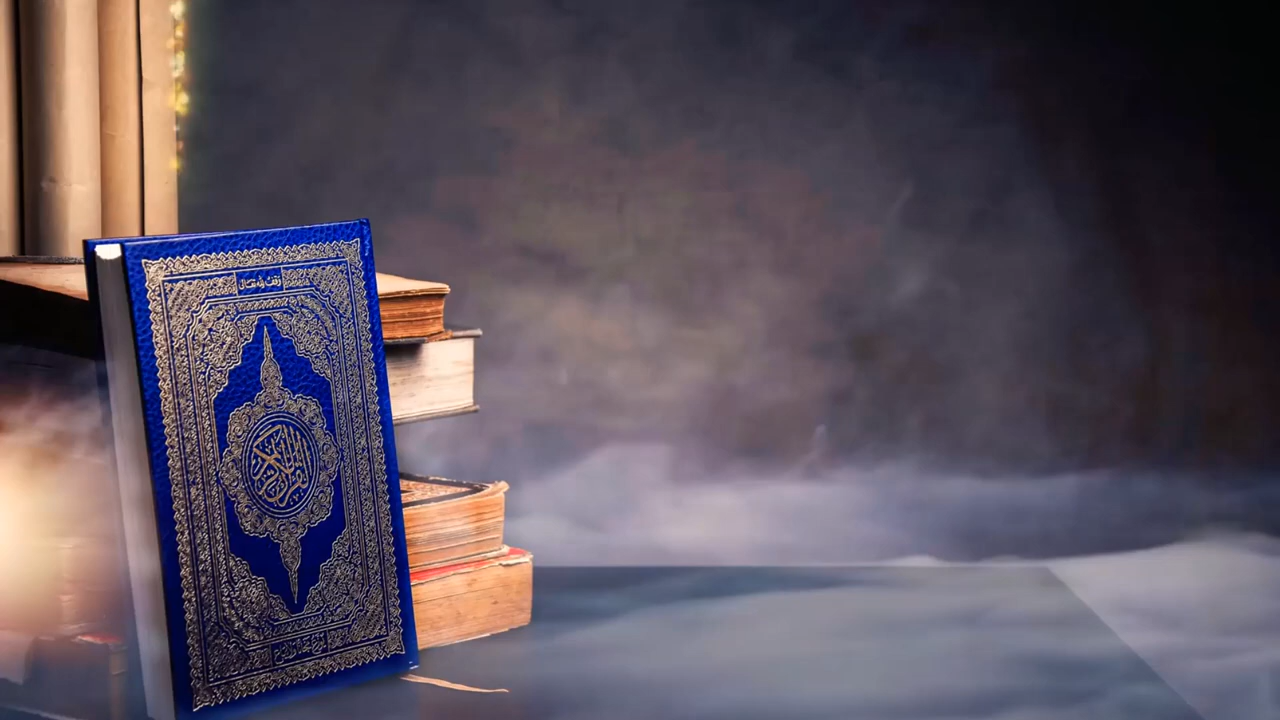 وقف لله تعالى
القرآن الكريم